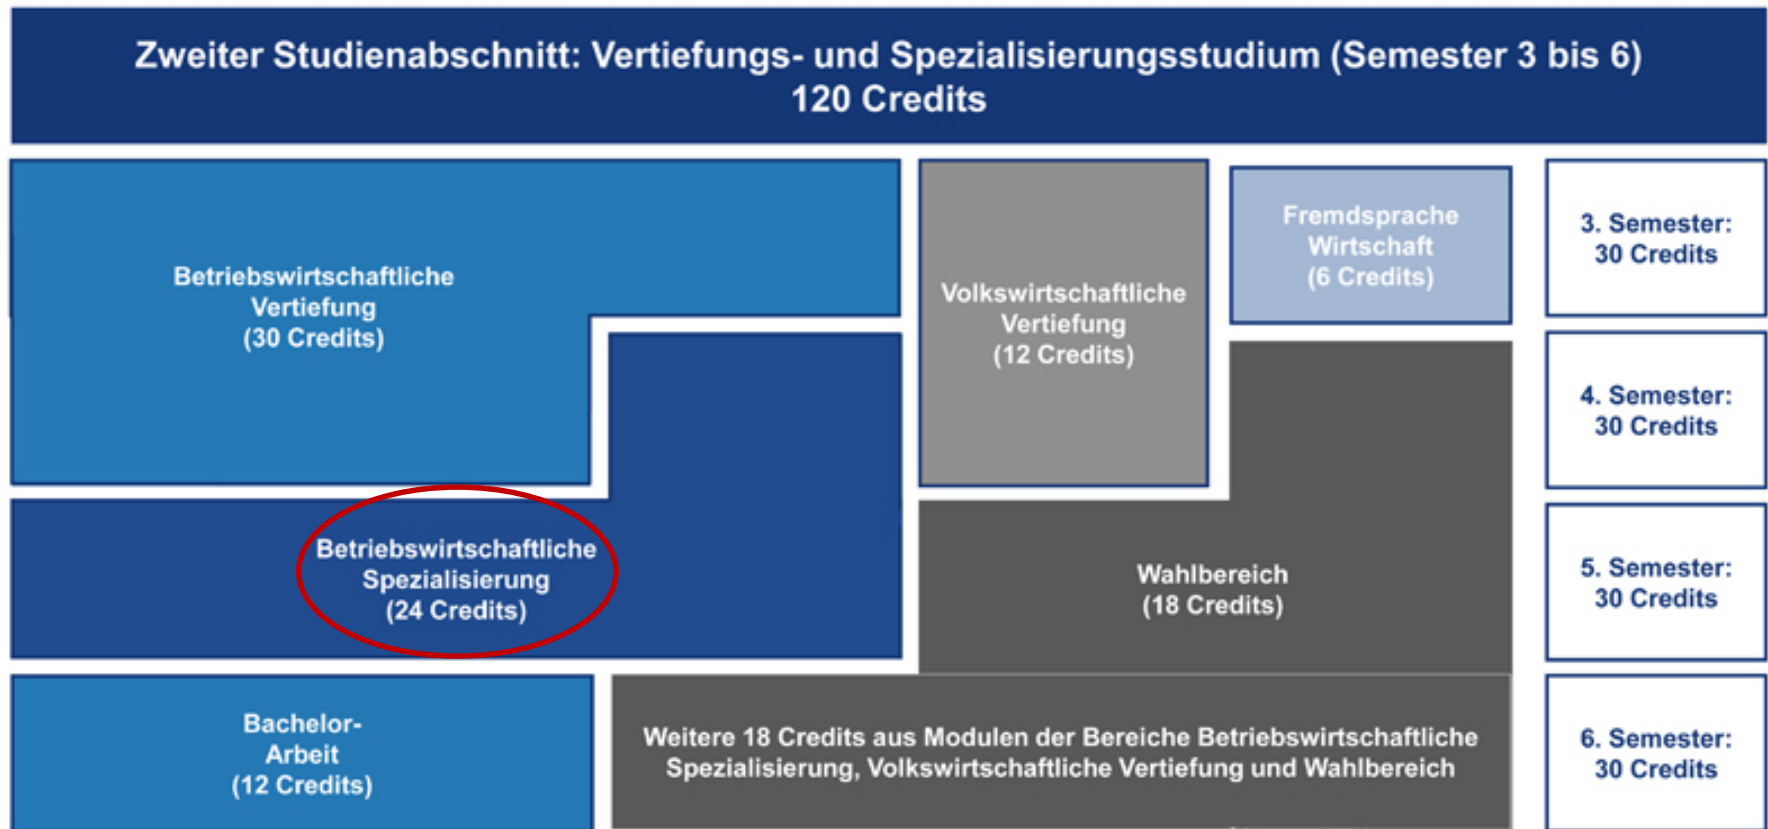 Zweiter Studienabschnitt: Vertiefungs- und Spezialisierungsstudium (Semester 3 bis 6)
120 Credits
Betriebswirtschaftliche
Vertiefung
(30 Credits)
Volkswirtschaftliche
Vertiefung
(12 Credits)
Fremdsprache
Wirtschaft
(6 Credits)
3. Semester:
30 Credits
4. Semester:
30 Credits
Betriebswirtschaftliche
Spezialisierung
(24 Credits)
Wahlbereich
(18 Credits)
5. Semester:
30 Credits
Bachelor-
Arbeit
(12 Credits)
Weitere 18 Credits aus Modulen der Bereiche Betriebswirtschaftliche
Spezialisierung, Volkswirtschaftliche Vertiefung und Wahlbereich
6. Semester:
30 Credits